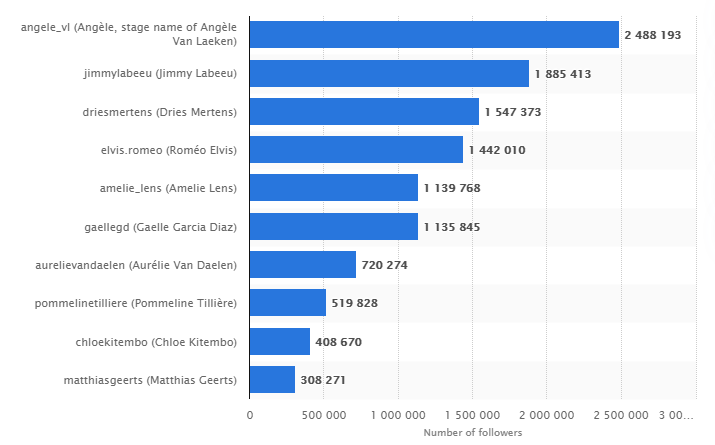 angele_vl (Angèle, stage name of Angèle
Van Laeken)
2 488 193
jimmylabeeu (Jimmy Labeeu)
1 885 413
driesmertens (Dries Mertens)
1 547 373
elvis.romeo (Roméo Elvis)
1 442 010
amelie_lens (Amelie Lens)
1 139 768
gaellegd (Gaelle Garcia Diaz)
1 135 845
aurelievandaelen (Aurélie Van Daelen)
720 274
pommelinetilliere (Pommeline Tillière)
519 828
chloekitembo (Chloe Kitembo)
408 670
matthiasgeerts (Matthias Geerts)
308 271
0 500 000 1 000 000 1 500 000 2 000 000 2 500 000 3 00...
Number of followers